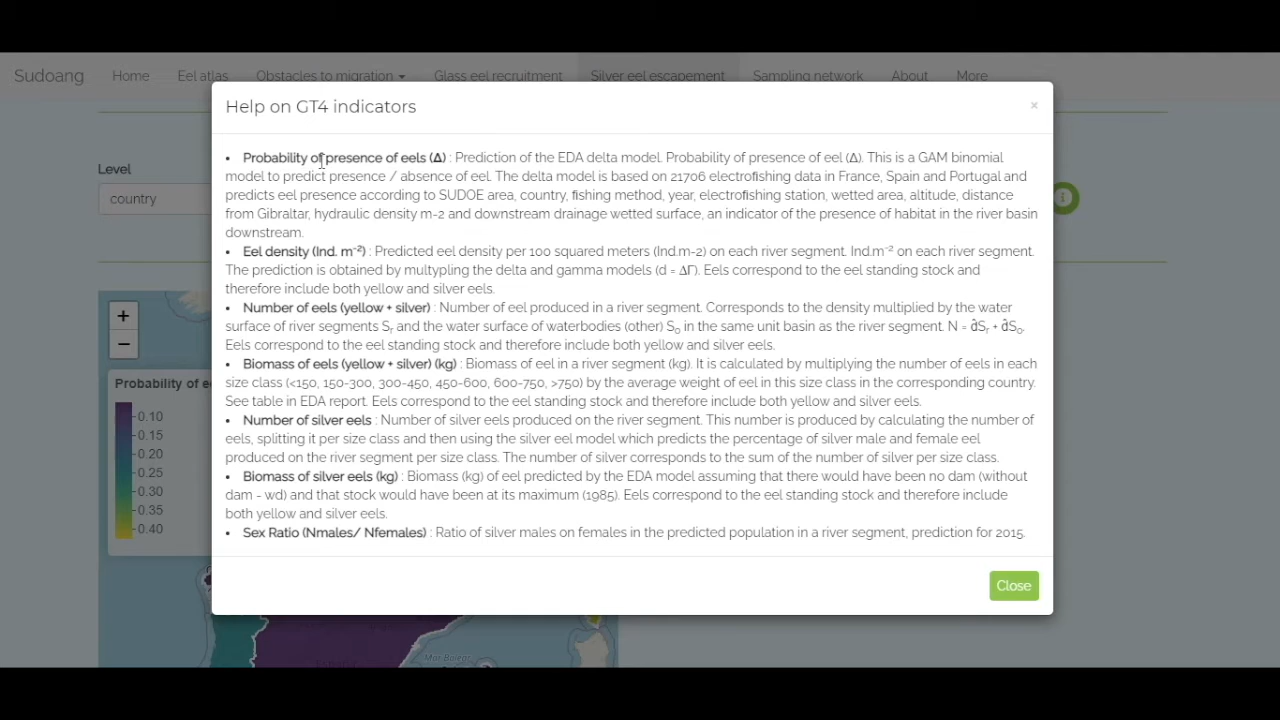 Sudoang Home Eel atlas Obstacles to migration Glass eel recruitment Silver eel escapement Sampling network About More
Help on GT4 indicators ×
Level
country
• Probability of presence of eels (Δ) : Prediction of the EDA delta model. Probability of presence of eel (Δ). This is a GAM binomial
model to predict presence / absence of eel. The delta model is based on 21706 electrofishing data in France, Spain and Portugal and
predicts eel presence according to SUDOE area, country, fishing method, year, electrofishing station, wetted area, altitude, distance
from Gibraltar, hydraulic density m-2 and downstream drainage wetted surface, an indicator of the presence of habitat in the river basin
downstream.
• Eel density (Ind. m⁻²) : Predicted eel density per 100 squared meters (Ind.m-2) on each river segment. Ind.m⁻² on each river segment.
The prediction is obtained by multypling the delta and gamma models (d = ΔΓ). Eels correspond to the eel standing stock and
therefore include both yellow and silver eels.
• Number of eels (yellow + silver) : Number of eel produced in a river segment. Corresponds to the density multiplied by the water
surface of river segments Sr and the water surface of waterbodies (other) So in the same unit basin as the river segment. N = d̂Sr + d̂So.
Eels correspond to the eel standing stock and therefore include both yellow and silver eels.
• Biomass of eels (yellow + silver) (kg) : Biomass of eel in a river segment (kg). It is calculated by multiplying the number of eels in each
size class (<150, 150-300, 300-450, 450-600, 600-750, >750) by the average weight of eel in this size class in the corresponding country.
See table in EDA report. Eels correspond to the eel standing stock and therefore include both yellow and silver eels.
• Number of silver eels : Number of silver eels produced on the river segment. This number is produced by calculating the number of
eels, splitting it per size class and then using the silver eel model which predicts the percentage of silver male and female eel
produced on the river segment per size class. The number of silver corresponds to the sum of the number of silver per size class.
• Biomass of silver eels (kg) : Biomass (kg) of eel predicted by the EDA model assuming that there would have been no dam (without
dam - wd) and that stock would have been at its maximum (1985). Eels correspond to the eel standing stock and therefore include
both yellow and silver eels.
• Sex Ratio (Nmales/ Nfemales) : Ratio of silver males on females in the predicted population in a river segment, prediction for 2015.
Close
+
−
Probability of e
0.10
0.15
0.20
0.25
0.30
0.35
0.40
Mar Balear